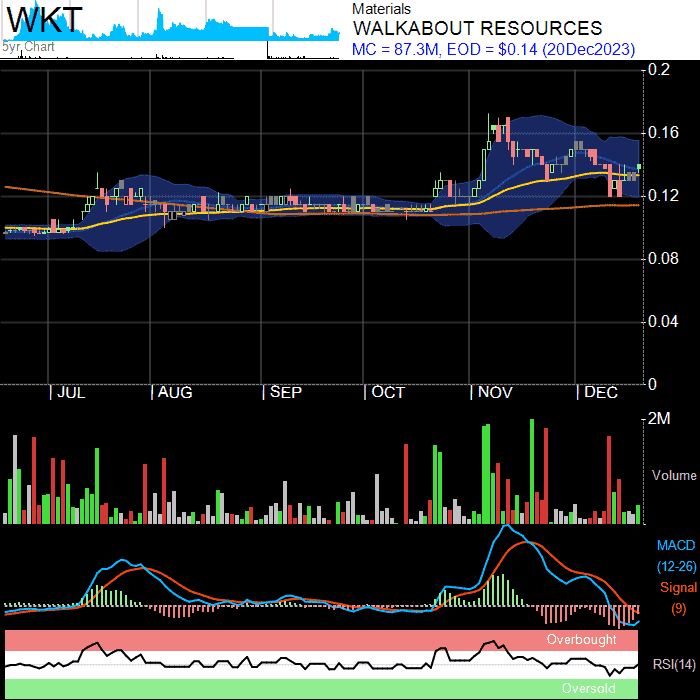 WKT
5yr. Chart
Materials
WALKABOUT RESOURCES
MC = 87.3M, EOD = $0.14 (20Dec2023)
0.2
0.16
0.12
0.08
0.04
0
JUL
AUG
SEP
OCT
NOV
DEC
2M
Volume
MACD
(12-26)
Signal
(9)
Overbought
RSI(14)
Oversold